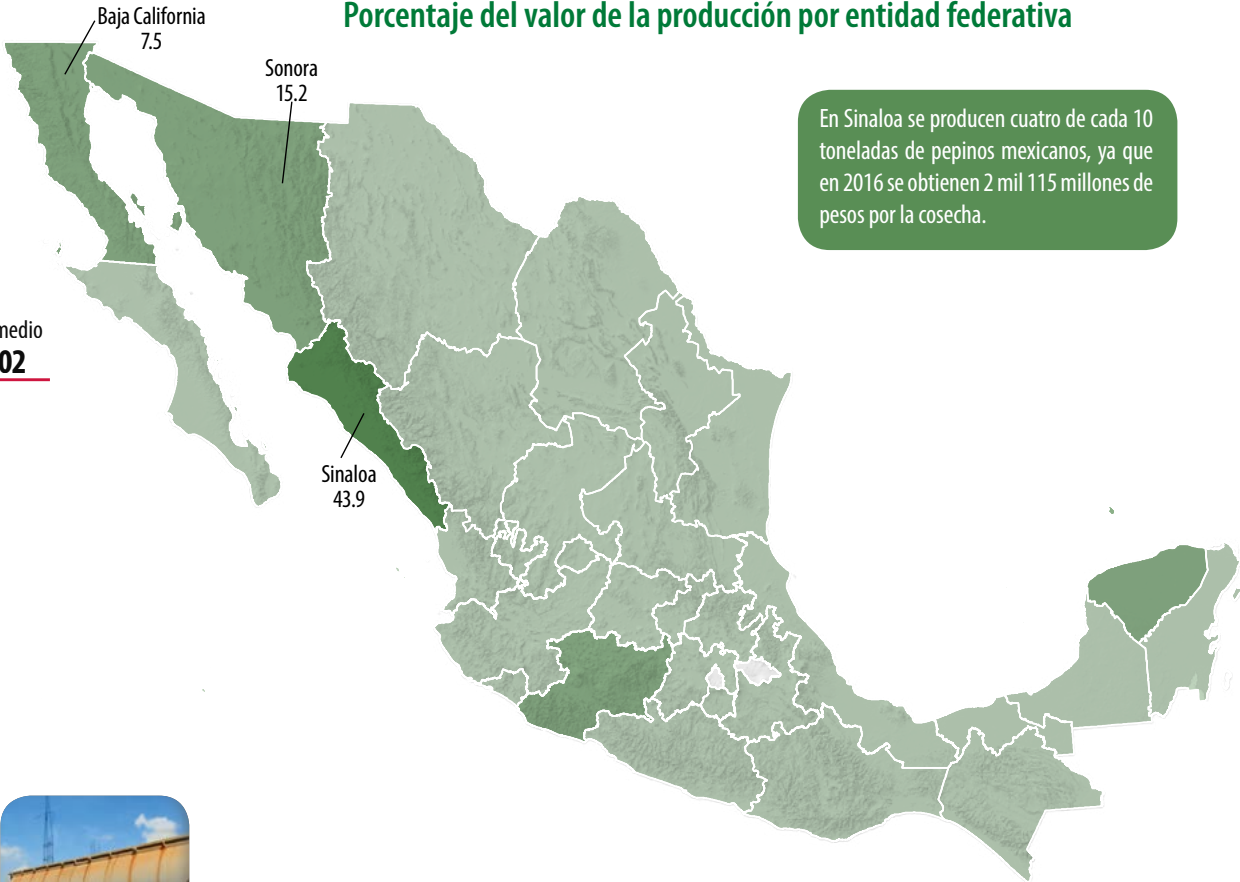 Porcentaje del valor de la producción por entidad federativa
Baja California
7.5
Sonora
15.2
En Sinaloa se producen cuatro de cada 10
toneladas de pepinos mexicanos, ya que
en 2016 se obtienen 2 mil 115 millones de
pesos por la cosecha.
02
Sinaloa
43.9